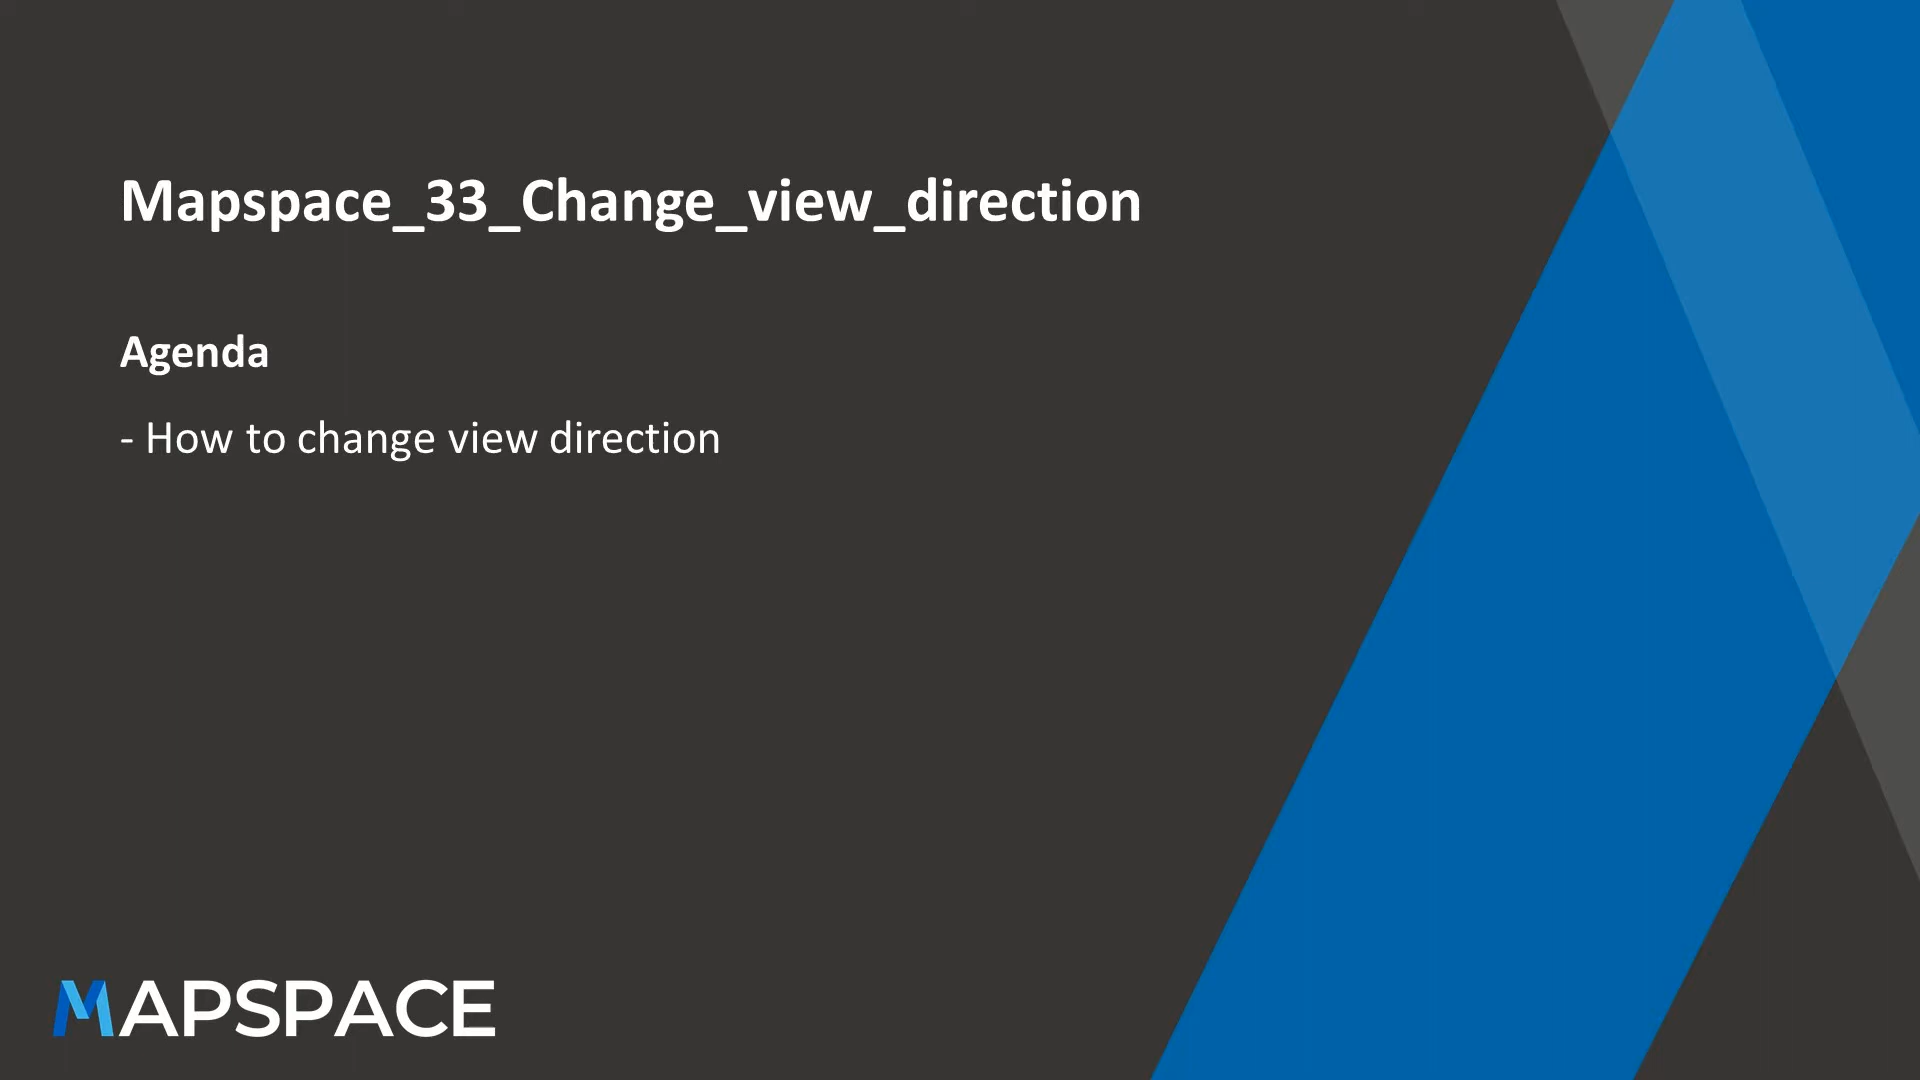 Mapspace_33_Change_view_direction
Agenda
- How to change view direction
MAPSPACE